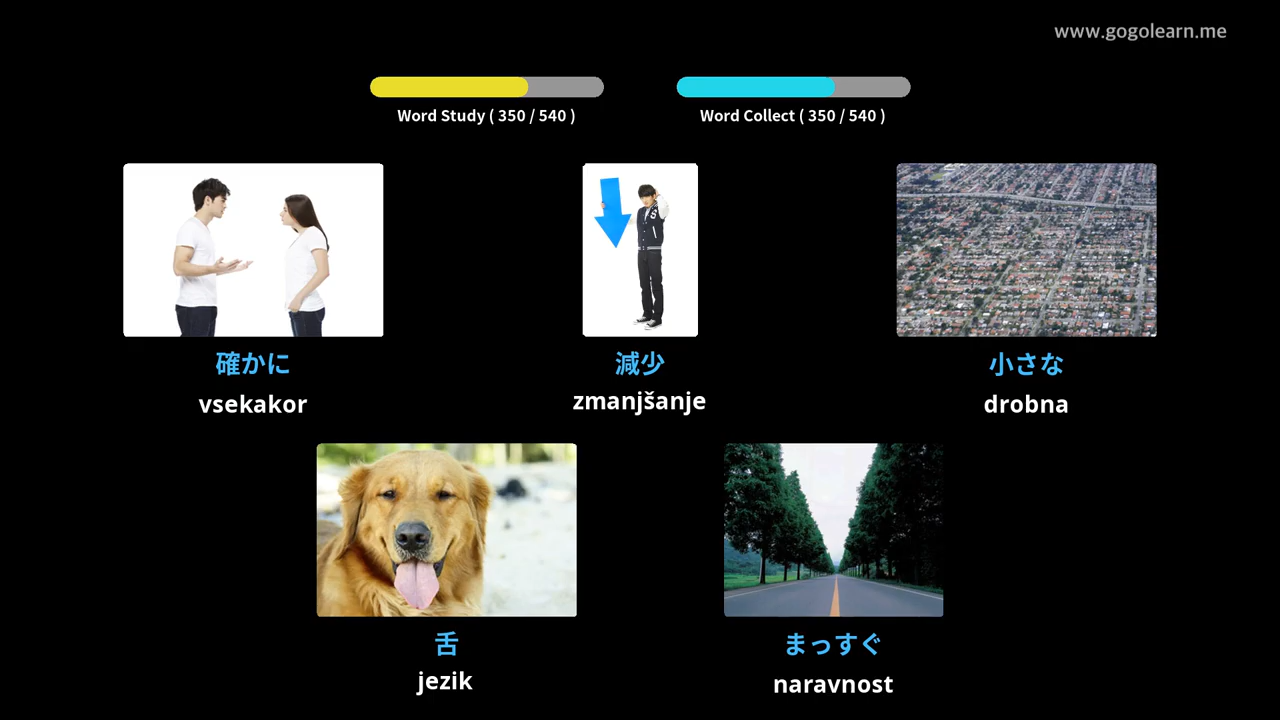 www.gogolearn.me
Word Study ( 350 / 540 )
Word Collect ( 350 / 540 )
確かに
vsekakor
減少
zmanjšanje
小さな
drobna
舌
jezik
まっすぐ
naravnost